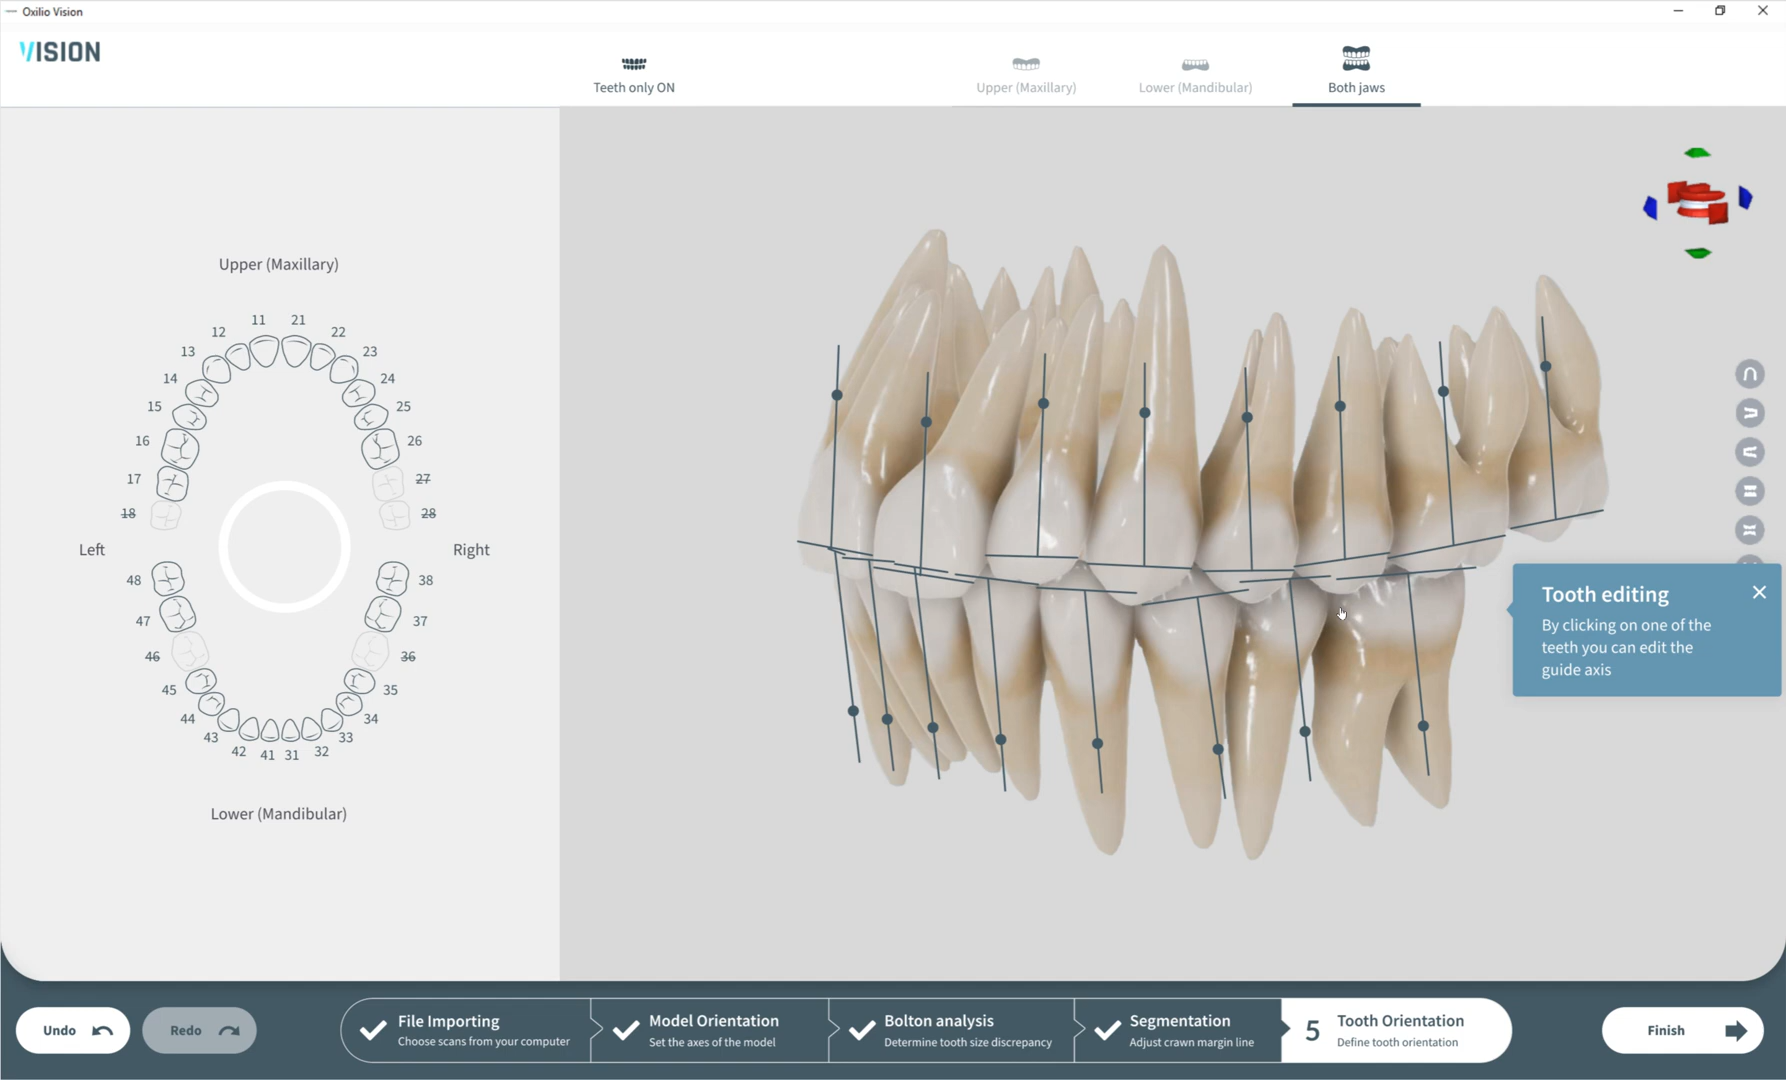 Oxilio Vision
VISION
Teeth only ON
Upper (Maxillary)
Lower (Mandibular)
Both jaws
Upper (Maxillary)
11 21
12 22
13 23
14 24
15 25
16 26
17 27
18 28
Left Right
48 38
47 37
46 36
45 35
44 34
43 33
42 41 31 32
Lower (Mandibular)
Tooth editing
By clicking on one of the
teeth you can edit the
guide axis
Undo
Redo
File Importing
Choose scans from your computer
Model Orientation
Set the axes of the model
Bolton analysis
Determine tooth size discrepancy
Segmentation
Adjust crawn margin line
5 Tooth Orientation
Define tooth orientation
Finish